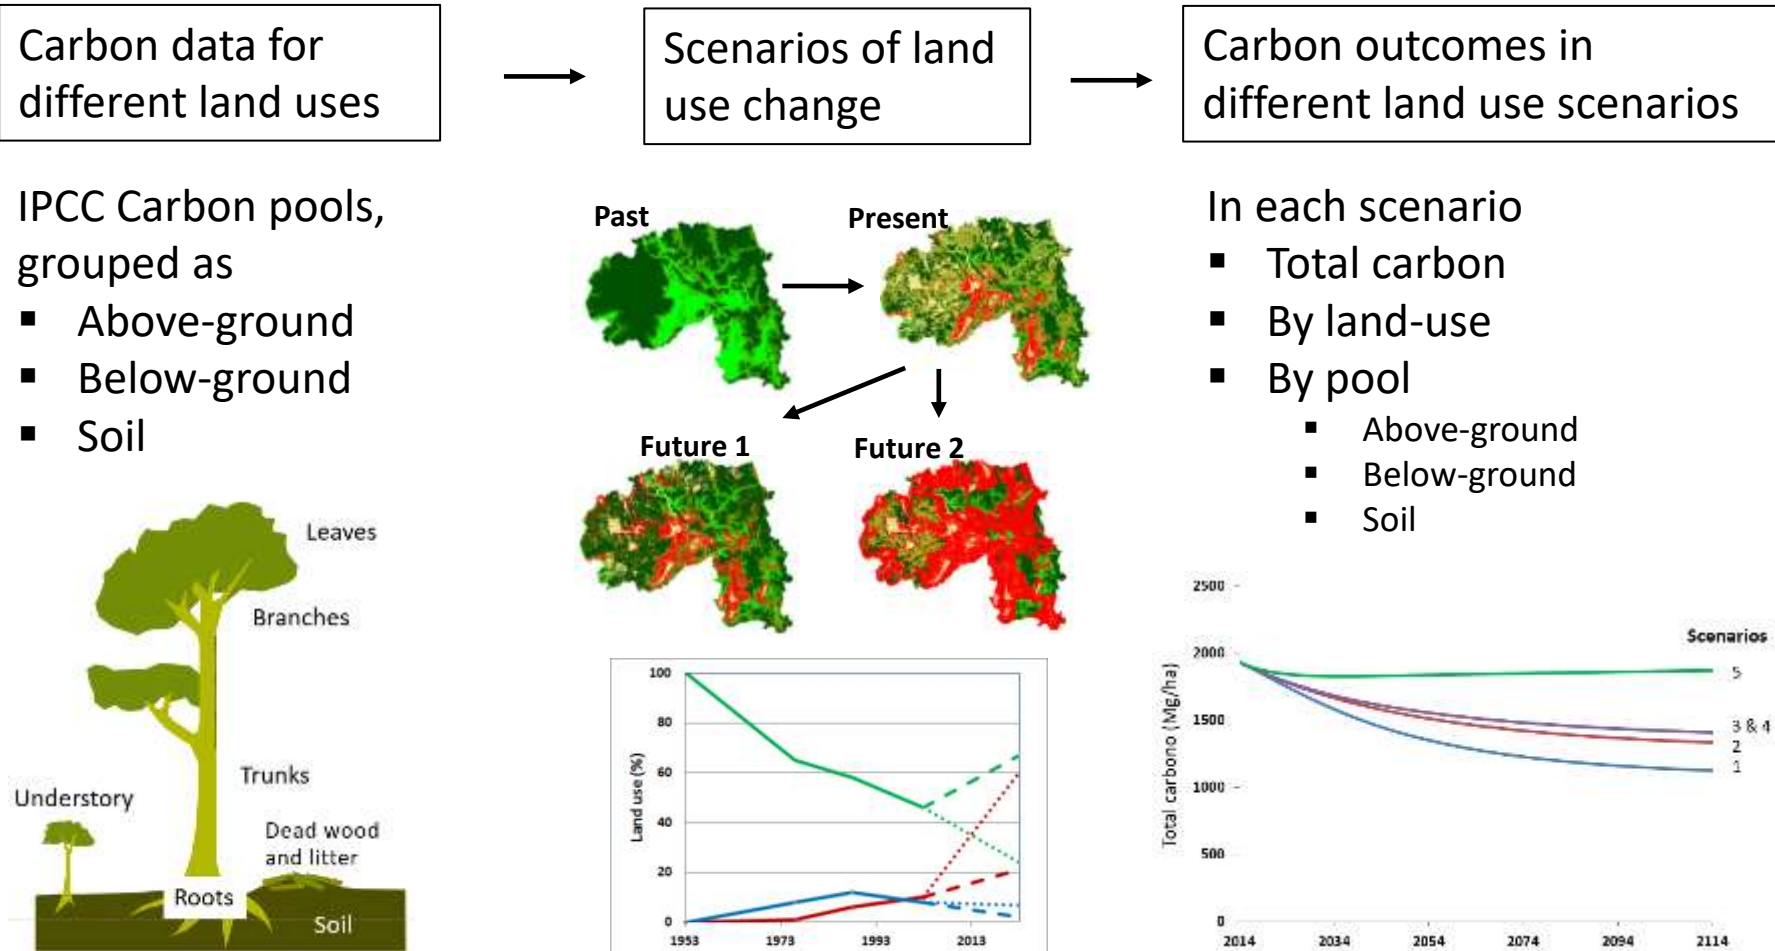 Carbon data for
different land uses
Scenarios of land
use change
Carbon outcomes in
different land use scenarios
IPCC Carbon pools,
grouped as
▪ Above-ground
▪ Below-ground
▪ Soil
Leaves
Branches
Trunks
Understory
Dead wood
and litter
Roots
Soil
Past
Present
Future 1
Future 2
Land use (%)
100
80
60
40
20
0
1953
1973
1993
2013
In each scenario
▪ Total carbon
▪ By land-use
▪ By pool
▪ Above-ground
▪ Below-ground
▪ Soil
Total carbono (Mg/ha)
2500
2000
1500
1000
500
0
2014
2034
2054
2074
2094
2114
Scenarios
5
3 & 4
2
1